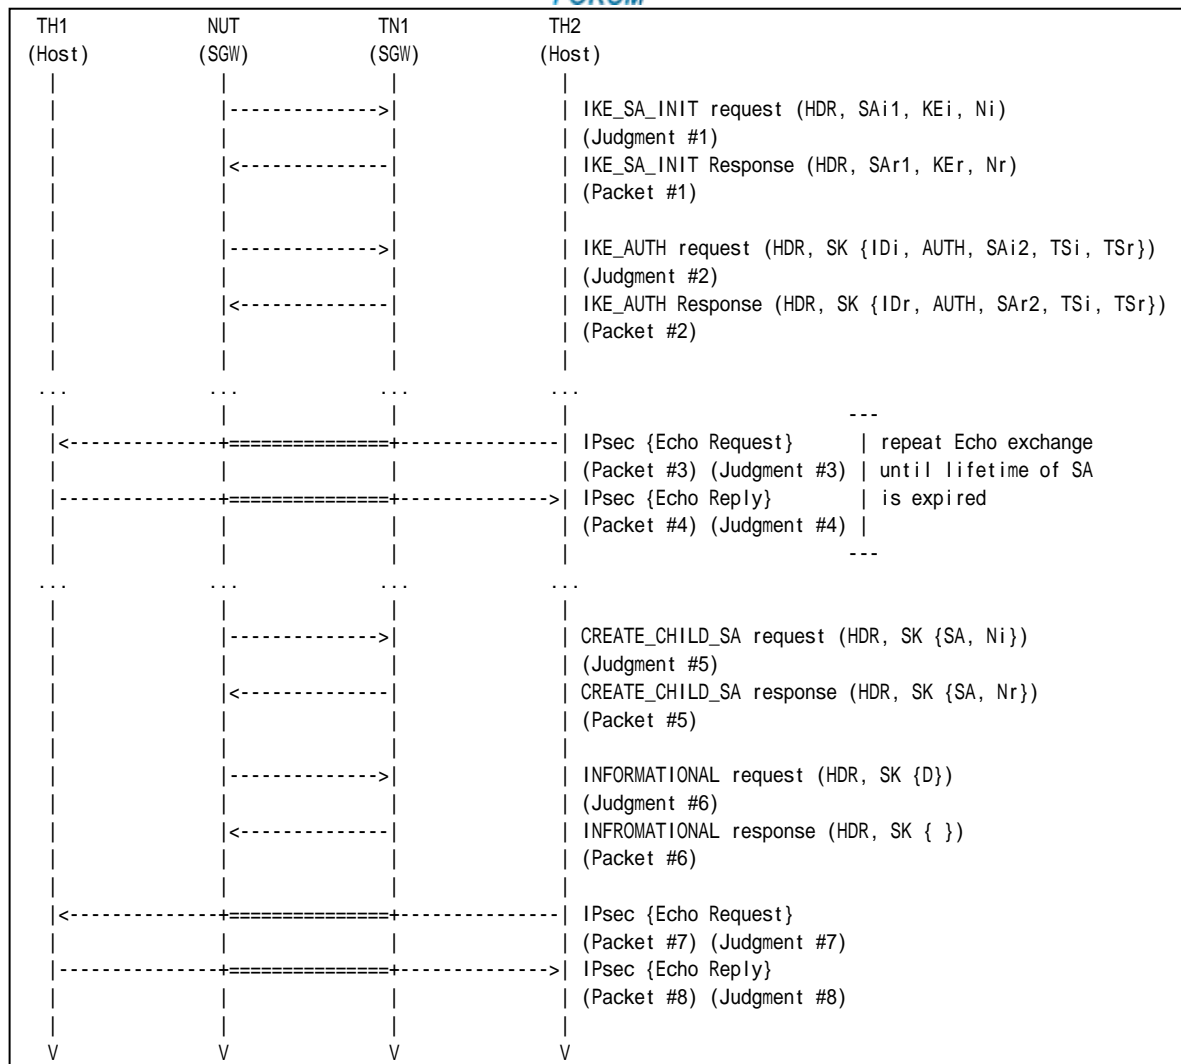 FORUM
TH1 NUT TN1 TH2
(Host) (SGW) (SGW) (Host)
| | | |
| |-------------->| | IKE_SA_INIT request (HDR, SAi1, KEi, Ni)
| | | | (Judgment #1)
| |<--------------| | IKE_SA_INIT Response (HDR, SAr1, KEr, Nr)
| | | | (Packet #1)
| | | |
| |-------------->| | IKE_AUTH request (HDR, SK {IDi, AUTH, SAi2, TSi, TSr})
| | | | (Judgment #2)
| |<--------------| | IKE_AUTH Response (HDR, SK {IDr, AUTH, SAr2, TSi, TSr})
| | | | (Packet #2)
| | | |
... ... ... ...
| | | | ---
|<--------------+===============+--------------| IPsec {Echo Request} | repeat Echo exchange
| | | | (Packet #3) (Judgment #3) | until lifetime of SA
|---------------+===============+-------------->| IPsec {Echo Reply} | is expired
| | | | (Packet #4) (Judgment #4) |
| | | | ---
... ... ... ...
| | | |
| |-------------->| | CREATE_CHILD_SA request (HDR, SK {SA, Ni})
| | | | (Judgment #5)
| |<--------------| | CREATE_CHILD_SA response (HDR, SK {SA, Nr})
| | | | (Packet #5)
| | | |
| |-------------->| | INFORMATIONAL request (HDR, SK {D})
| | | | (Judgment #6)
| |<--------------| | INFROMATIONAL response (HDR, SK { })
| | | | (Packet #6)
| | | |
|<--------------+===============+---------------| IPsec {Echo Request}
| | | | (Packet #7) (Judgment #7)
|---------------+===============+-------------->| IPsec {Echo Reply}
| | | | (Packet #8) (Judgment #8)
| | | |
V V V V